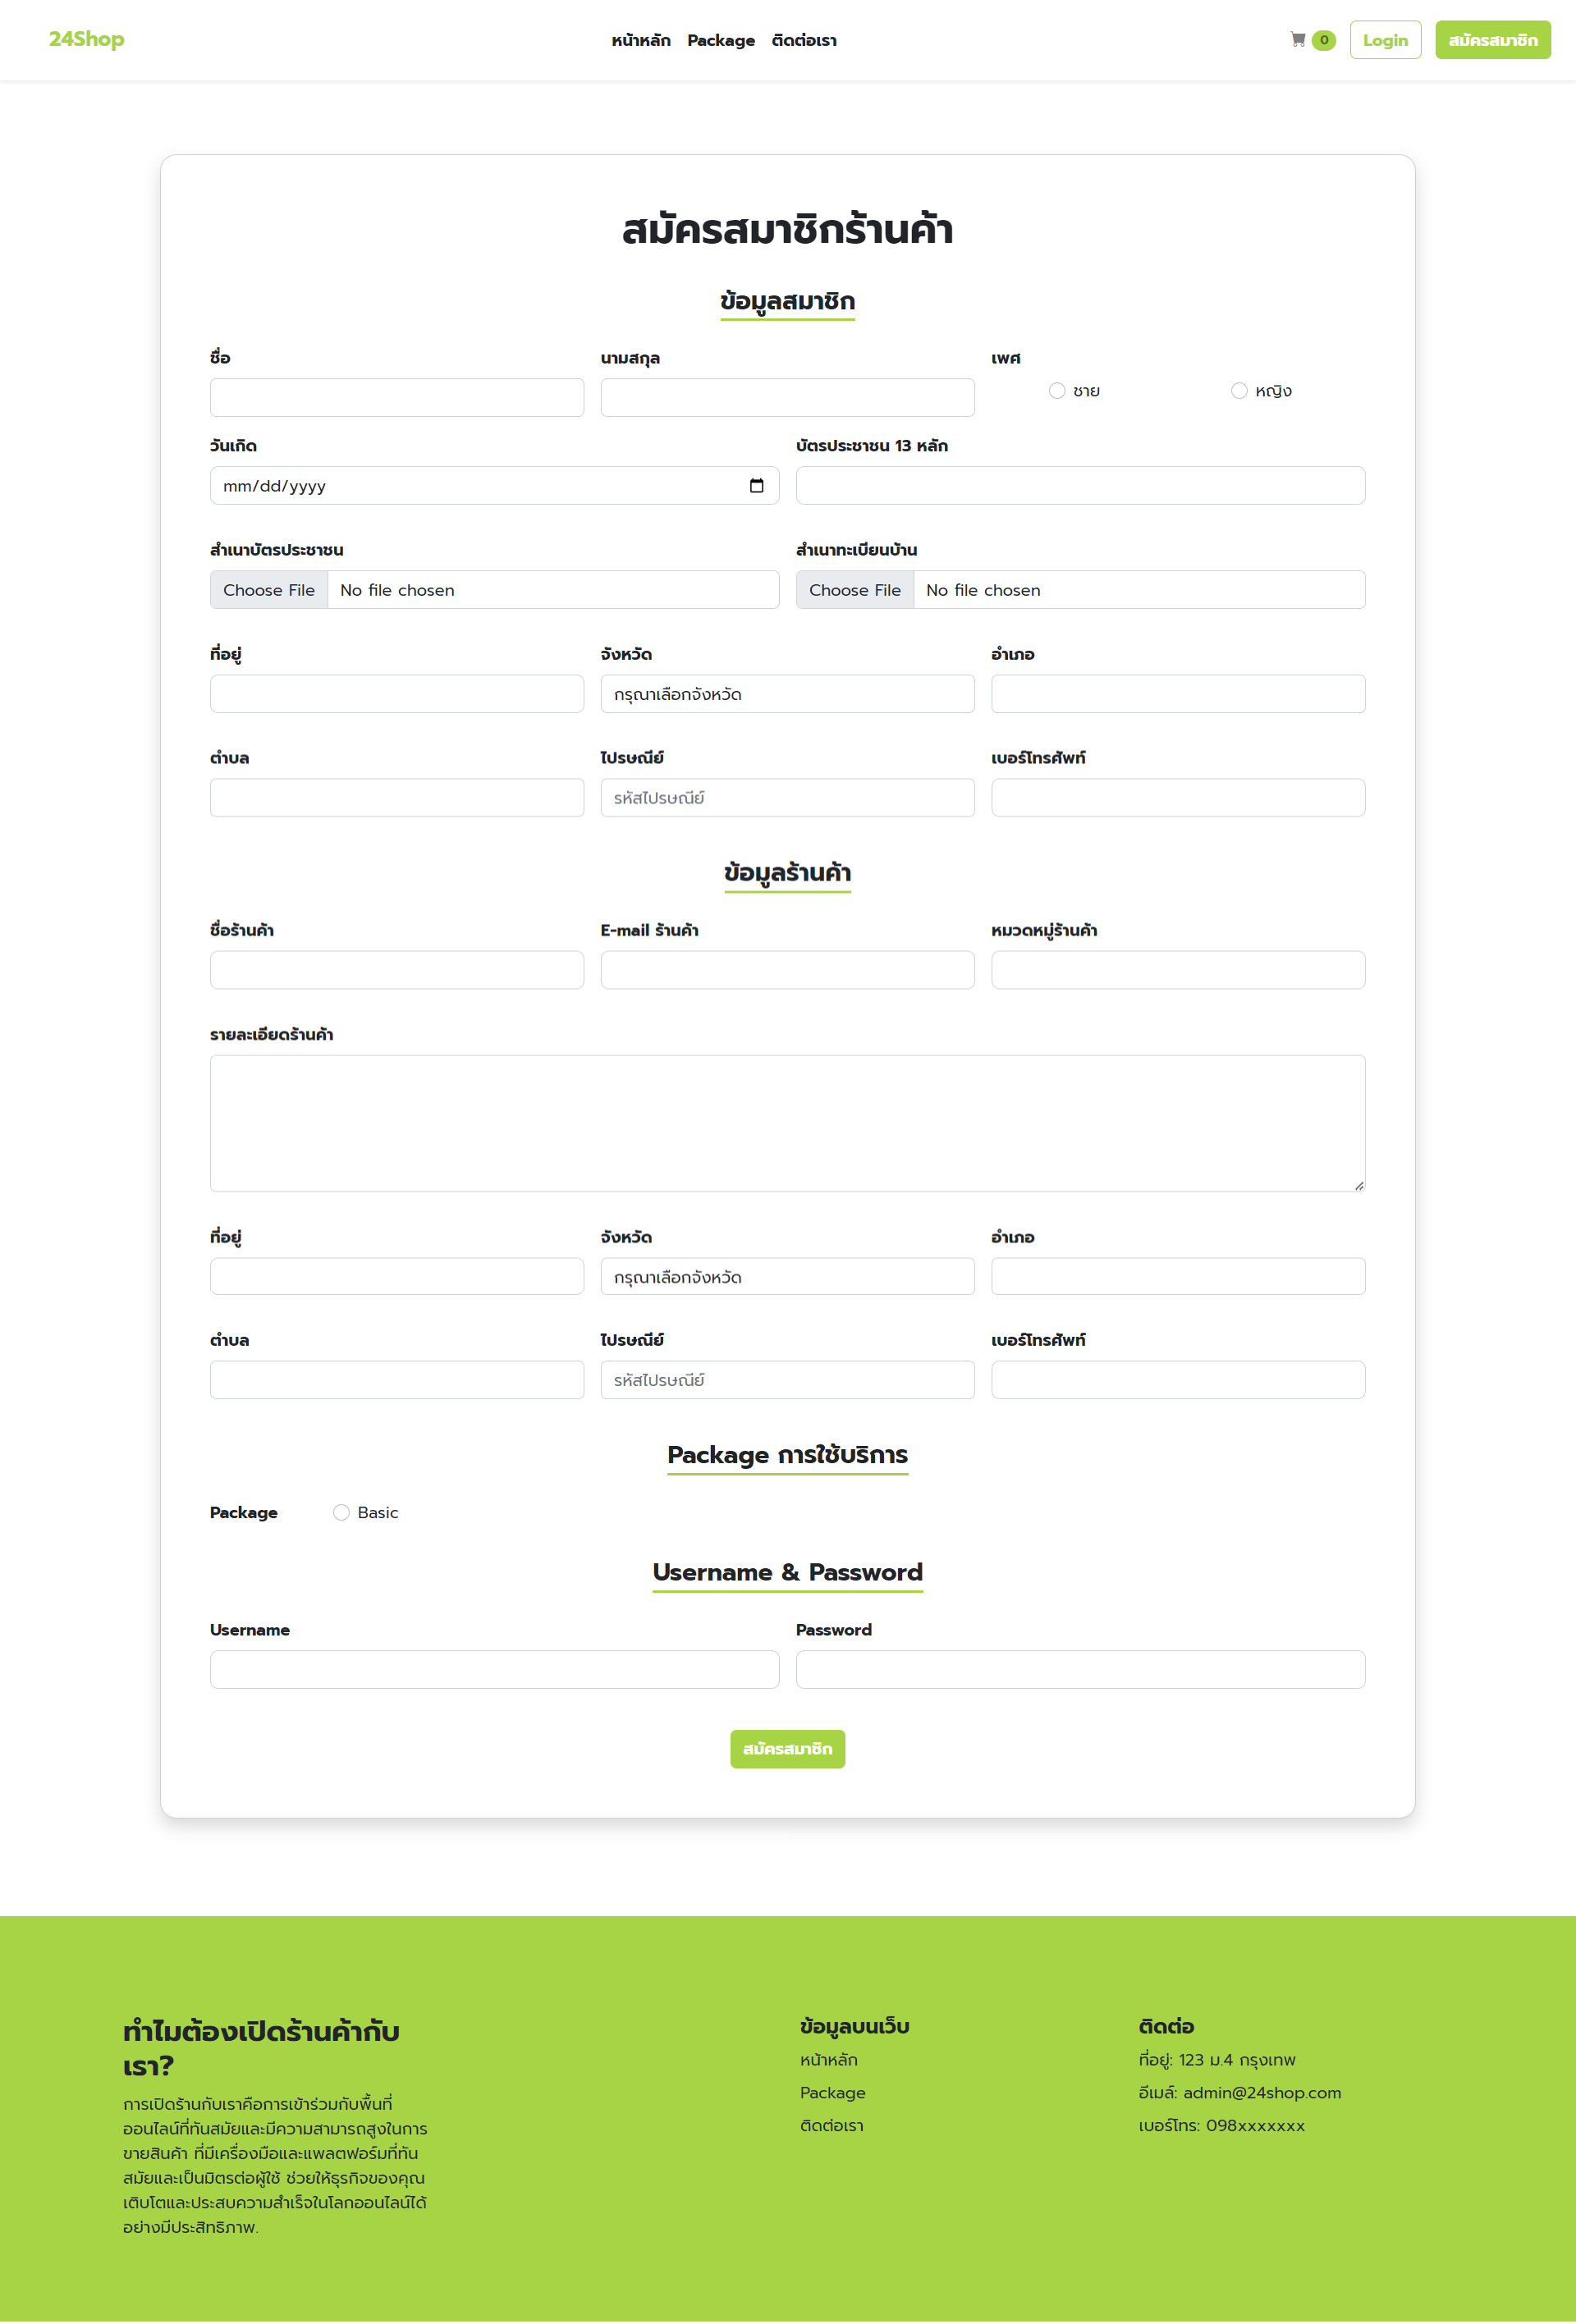 24Shop
หน้าหลัก Package ติดต่อเรา
0 Login สมัครสมาชิก
สมัครสมาชิกร้านค้า
ข้อมูลสมาชิก
ชื่อ นามสกุล เพศ
ชาย หญิง
วันเกิด บัตรประชาชน 13 หลัก
mm/dd/yyyy
สำเนาบัตรประชาชน สำเนาทะเบียนบ้าน
Choose File No file chosen Choose File No file chosen
ที่อยู่ จังหวัด อำเภอ
กรุณาเลือกจังหวัด
ตำบล ไปรษณีย์ เบอร์โทรศัพท์
รหัสไปรษณีย์
ข้อมูลร้านค้า
ชื่อร้านค้า E-mail ร้านค้า หมวดหมู่ร้านค้า
รายละเอียดร้านค้า
ที่อยู่ จังหวัด อำเภอ
กรุณาเลือกจังหวัด
ตำบล ไปรษณีย์ เบอร์โทรศัพท์
รหัสไปรษณีย์
Package การใช้บริการ
Package Basic
Username & Password
Username Password
สมัครสมาชิก
ทำไมต้องเปิดร้านค้ากับ
เรา?
การเปิดร้านกับเราคือการเข้าร่วมกับพื้นที่
ออนไลน์ที่ทันสมัยและมีความสามารถสูงในการ
ขายสินค้า ที่มีเครื่องมือและแพลตฟอร์มที่ทัน
สมัยและเป็นมิตรต่อผู้ใช้ ช่วยให้ธุรกิจของคุณ
เติบโตและประสบความสำเร็จในโลกออนไลน์ได้
อย่างมีประสิทธิภาพ.
ข้อมูลบนเว็บ
หน้าหลัก
Package
ติดต่อเรา
ติดต่อ
ที่อยู่: 123 ม.4 กรุงเทพ
อีเมล์: admin@24shop.com
เบอร์โทร: 098xxxxxxx